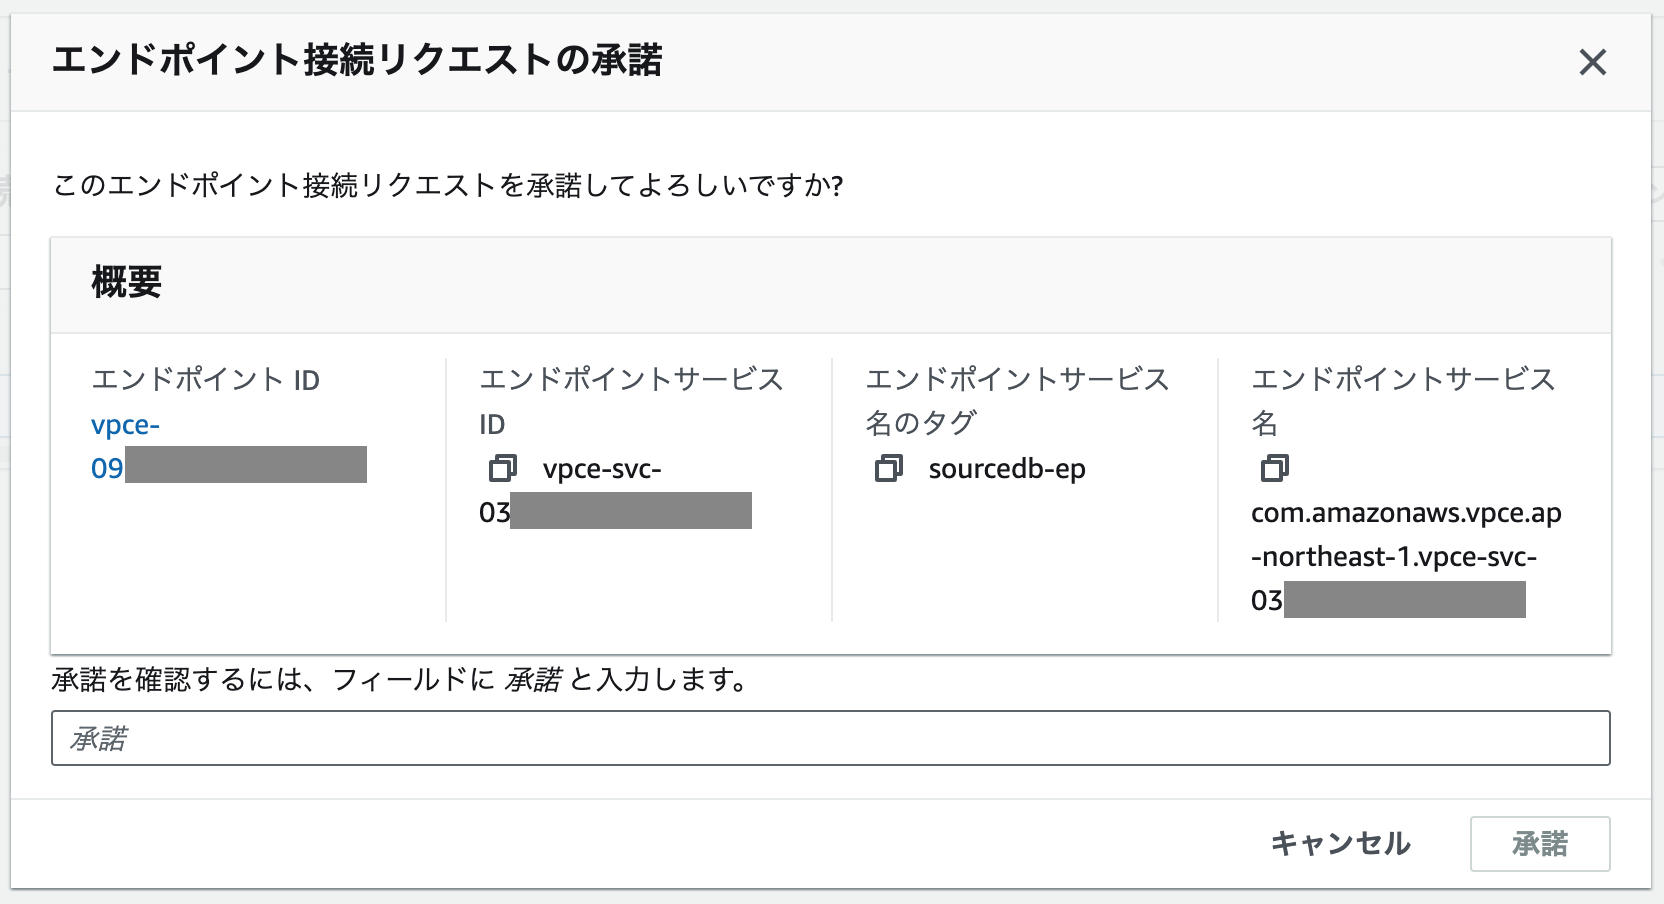 エンドポイント接続リクエストの承諾
このエンドポイント接続リクエストを承諾してよろしいですか?
概要
エンドポイント ID
vpce-
09
エンドポイントサービス
ID
vpce-svc-
03
エンドポイントサービス
名のタグ
sourcedb-ep
エンドポイントサービス
名
com.amazonaws.vpce.ap
-northeast-1.vpce-svc-
03
承諾を確認するには、フィールドに 承諾 と入力します。
承諾
キャンセル
承諾